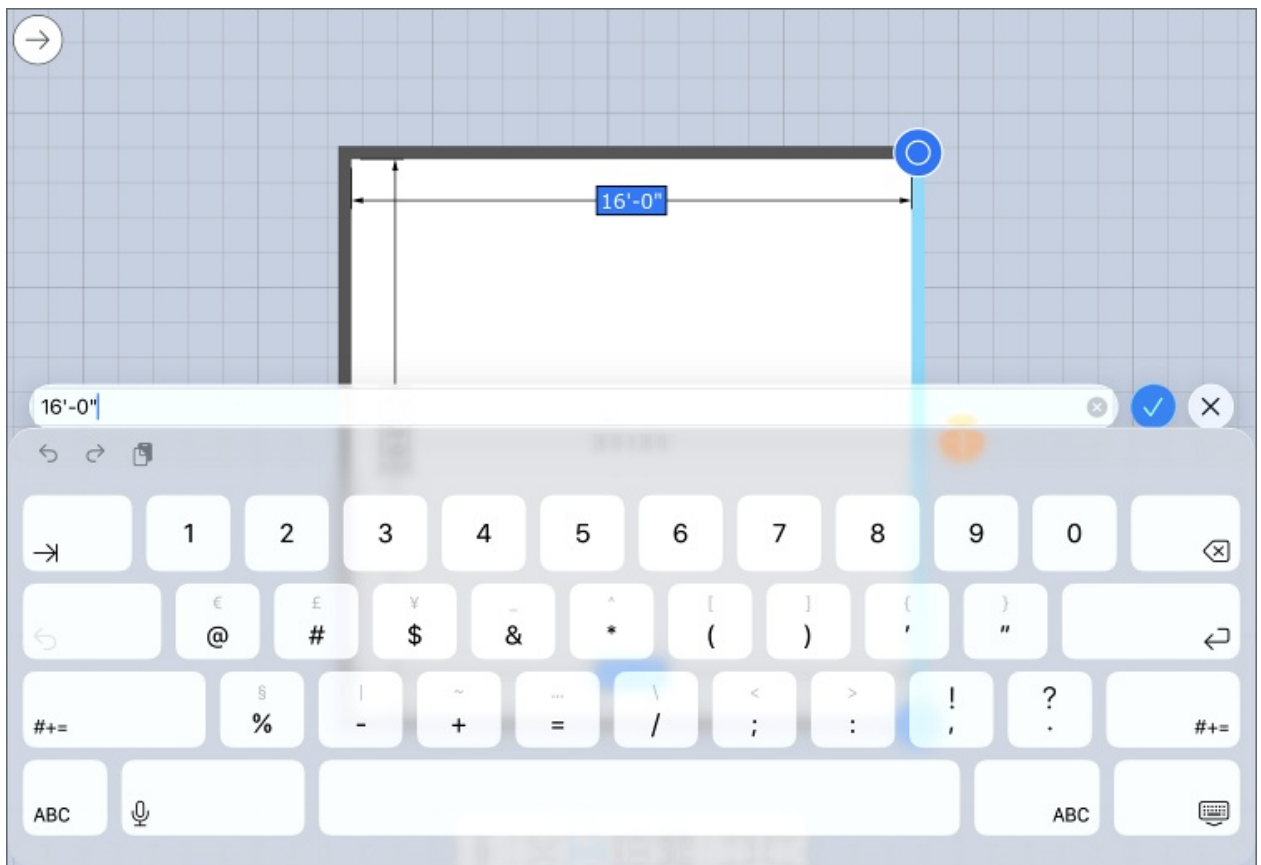 16'-0"
16'-0"
1 2 3 4 5 6 7 8 9 0
€ £ ¥ _ ^ [ ] { }
@ # $ & * ( ) ' "
§ | ~ … \ < > ! ?
#+= % - + = / ; : , . #+=
ABC ABC